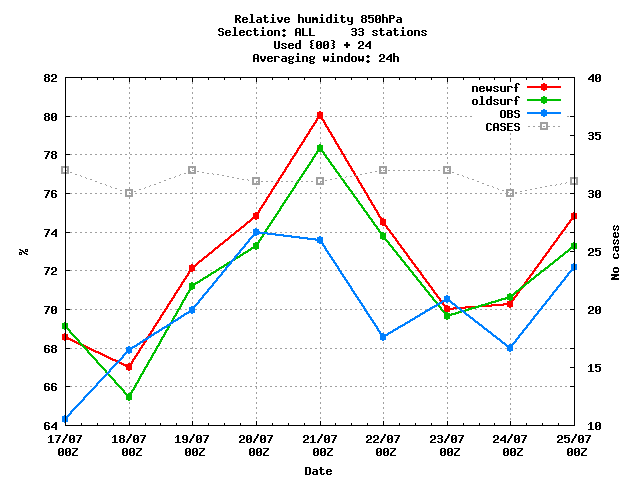 Relative humidity 850hPa
Selection: ALL 33 stations
Used {00} + 24
Averaging window: 24h
82 40
newsurf
oldsurf
OBS
CASES
80
35
78
76 30
74
25
%
No cases
72
70 20
68
15
66
64 10
17/07 18/07 19/07 20/07 21/07 22/07 23/07 24/07 25/07
00Z 00Z 00Z 00Z 00Z 00Z 00Z 00Z 00Z
Date